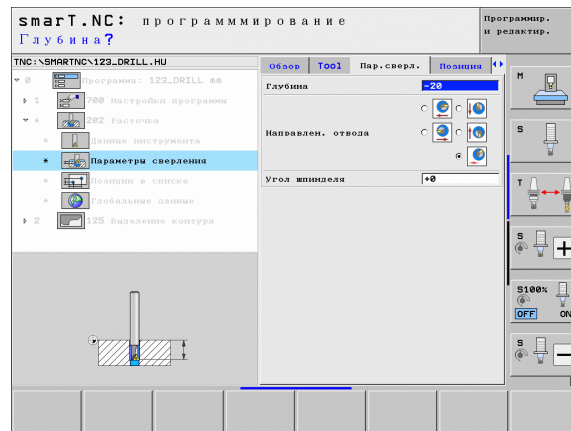 smarT.NC: программмирование
Программир. и редактир.
Глубина?
TNC:\SMARTNC\123_DRILL.HU
0 Программа: 123_DRILL mm
1 700 Настройки программы
* 202 Расточка
* Данные инструмента
* Параметры сверления
* Позиции в списке
* Глобальные данные
2 125 Выделение контура
Обзор Tool Пар.сверл. Позиция
Глубина -20
Направлен. отвода
Угол шпинделя +0
M
S
T
S
S100%
OFF ON
S